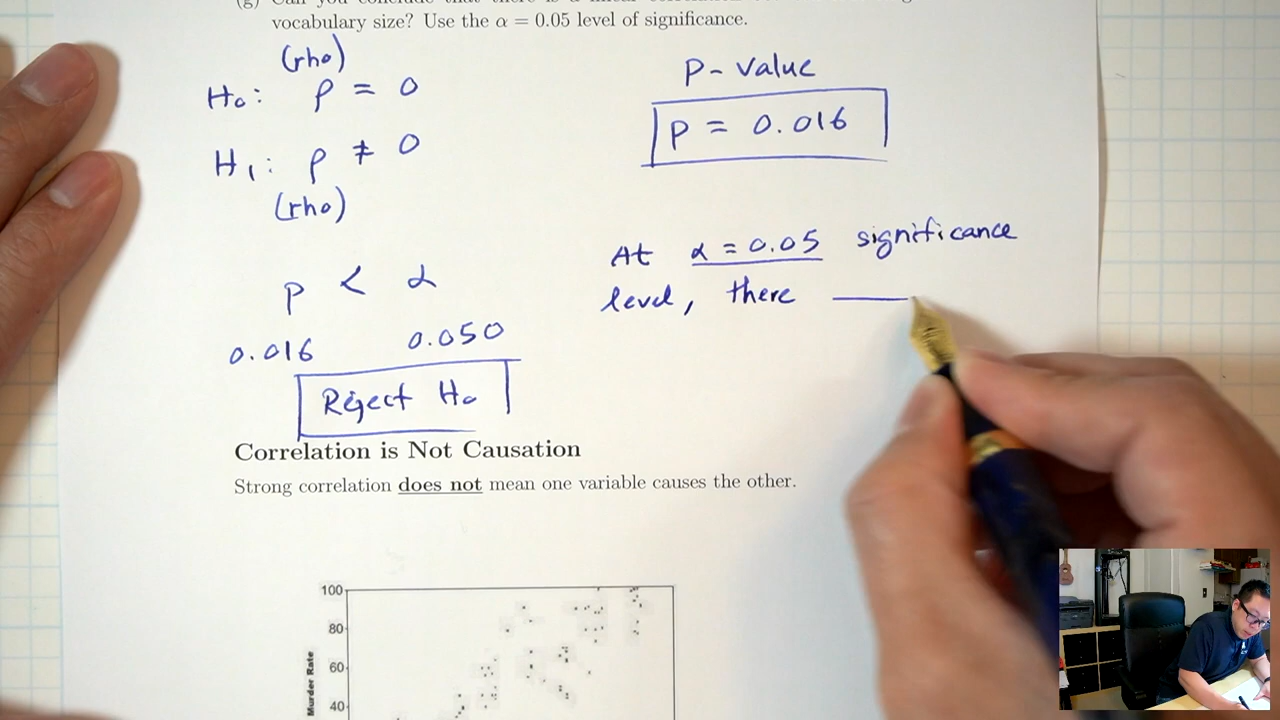 vocabulary size? Use the α = 0.05 level of significance.
(rho)
H₀: ρ = 0
H₁: ρ ≠ 0
(rho)
P - value
P = 0.016
p < α
0.016 0.050
Reject H₀
At α = 0.05 significance
level, there
Correlation is Not Causation
Strong correlation does not mean one variable causes the other.
100
80
60
40
Murder Rate